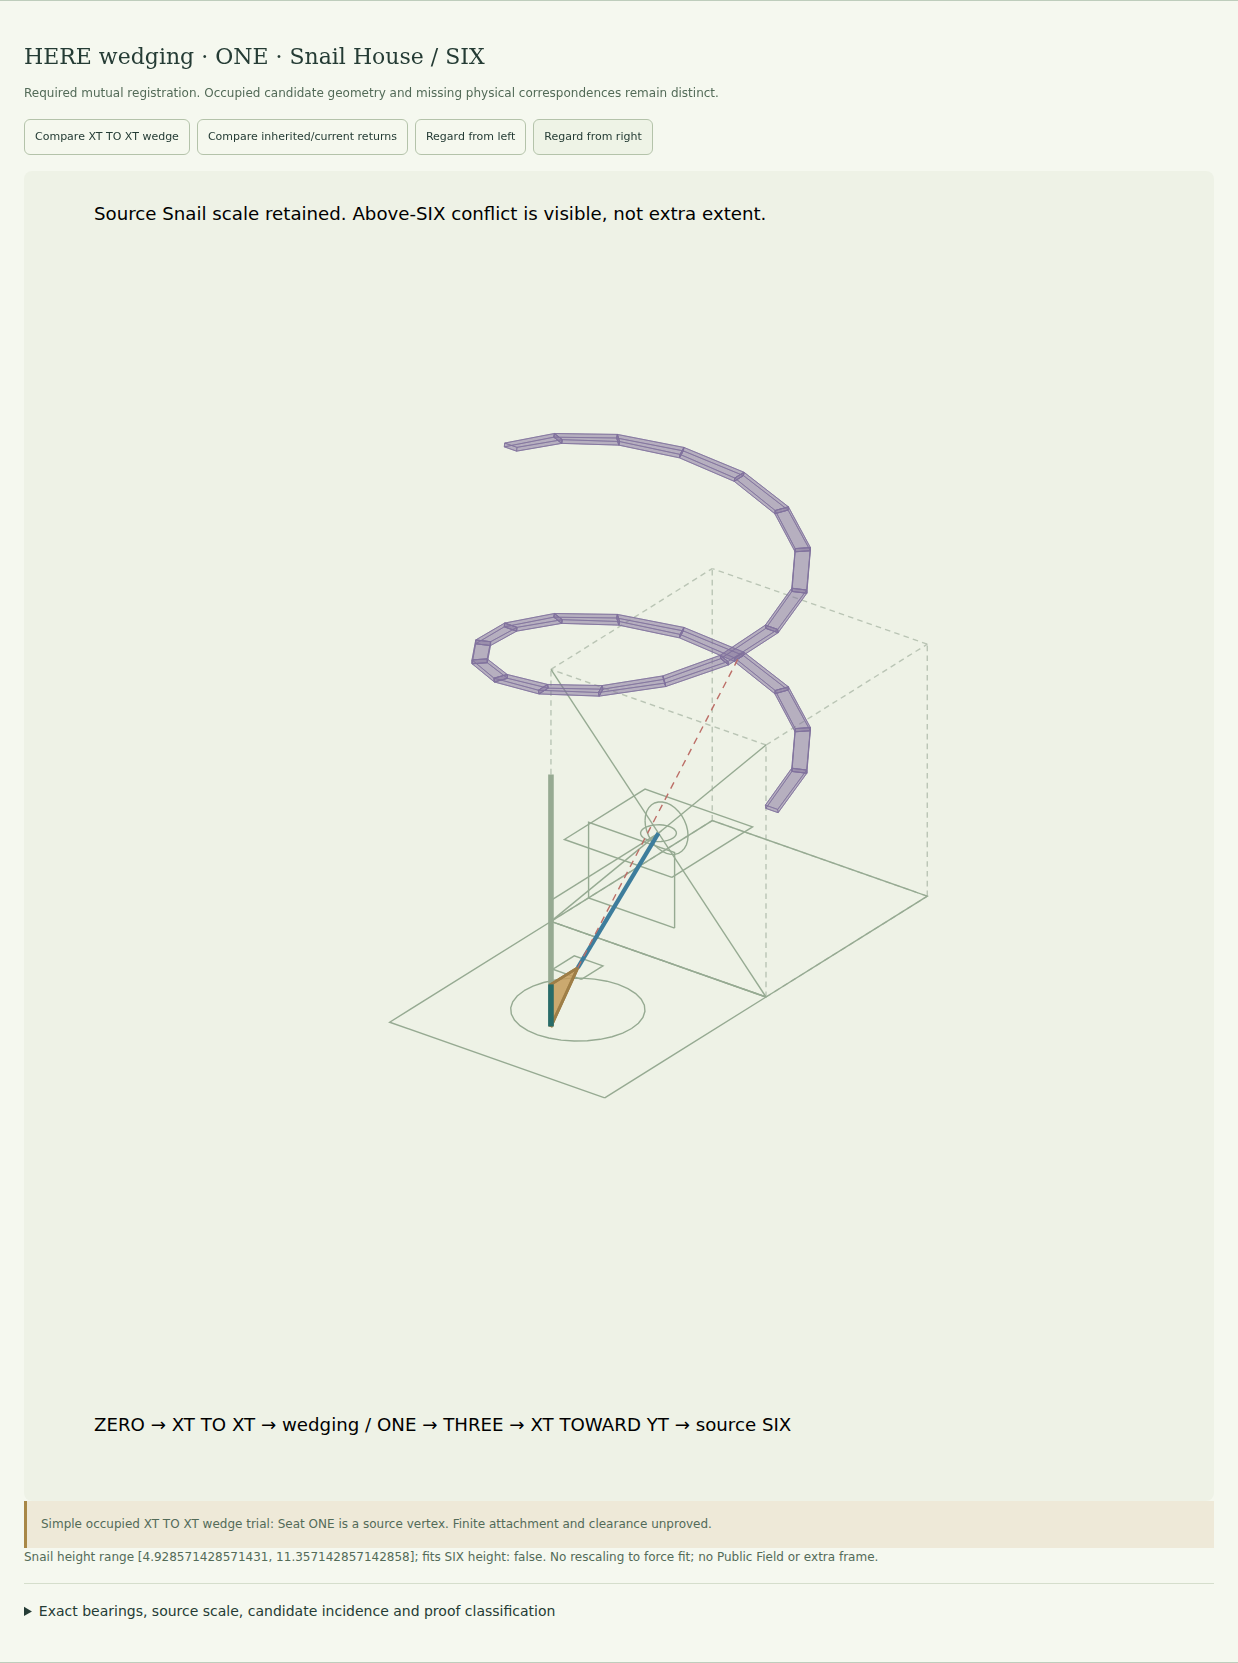 HERE wedging · ONE · Snail House / SIX
Required mutual registration. Occupied candidate geometry and missing physical correspondences remain distinct.
Compare XT TO XT wedge
Compare inherited/current returns
Regard from left
Regard from right
Source Snail scale retained. Above-SIX conflict is visible, not extra extent.
ZERO → XT TO XT → wedging / ONE → THREE → XT TOWARD YT → source SIX
Simple occupied XT TO XT wedge trial: Seat ONE is a source vertex. Finite attachment and clearance unproved.
Snail height range [4.928571428571431, 11.357142857142858]; fits SIX height: false. No rescaling to force fit; no Public Field or extra frame.
▶ Exact bearings, source scale, candidate incidence and proof classification